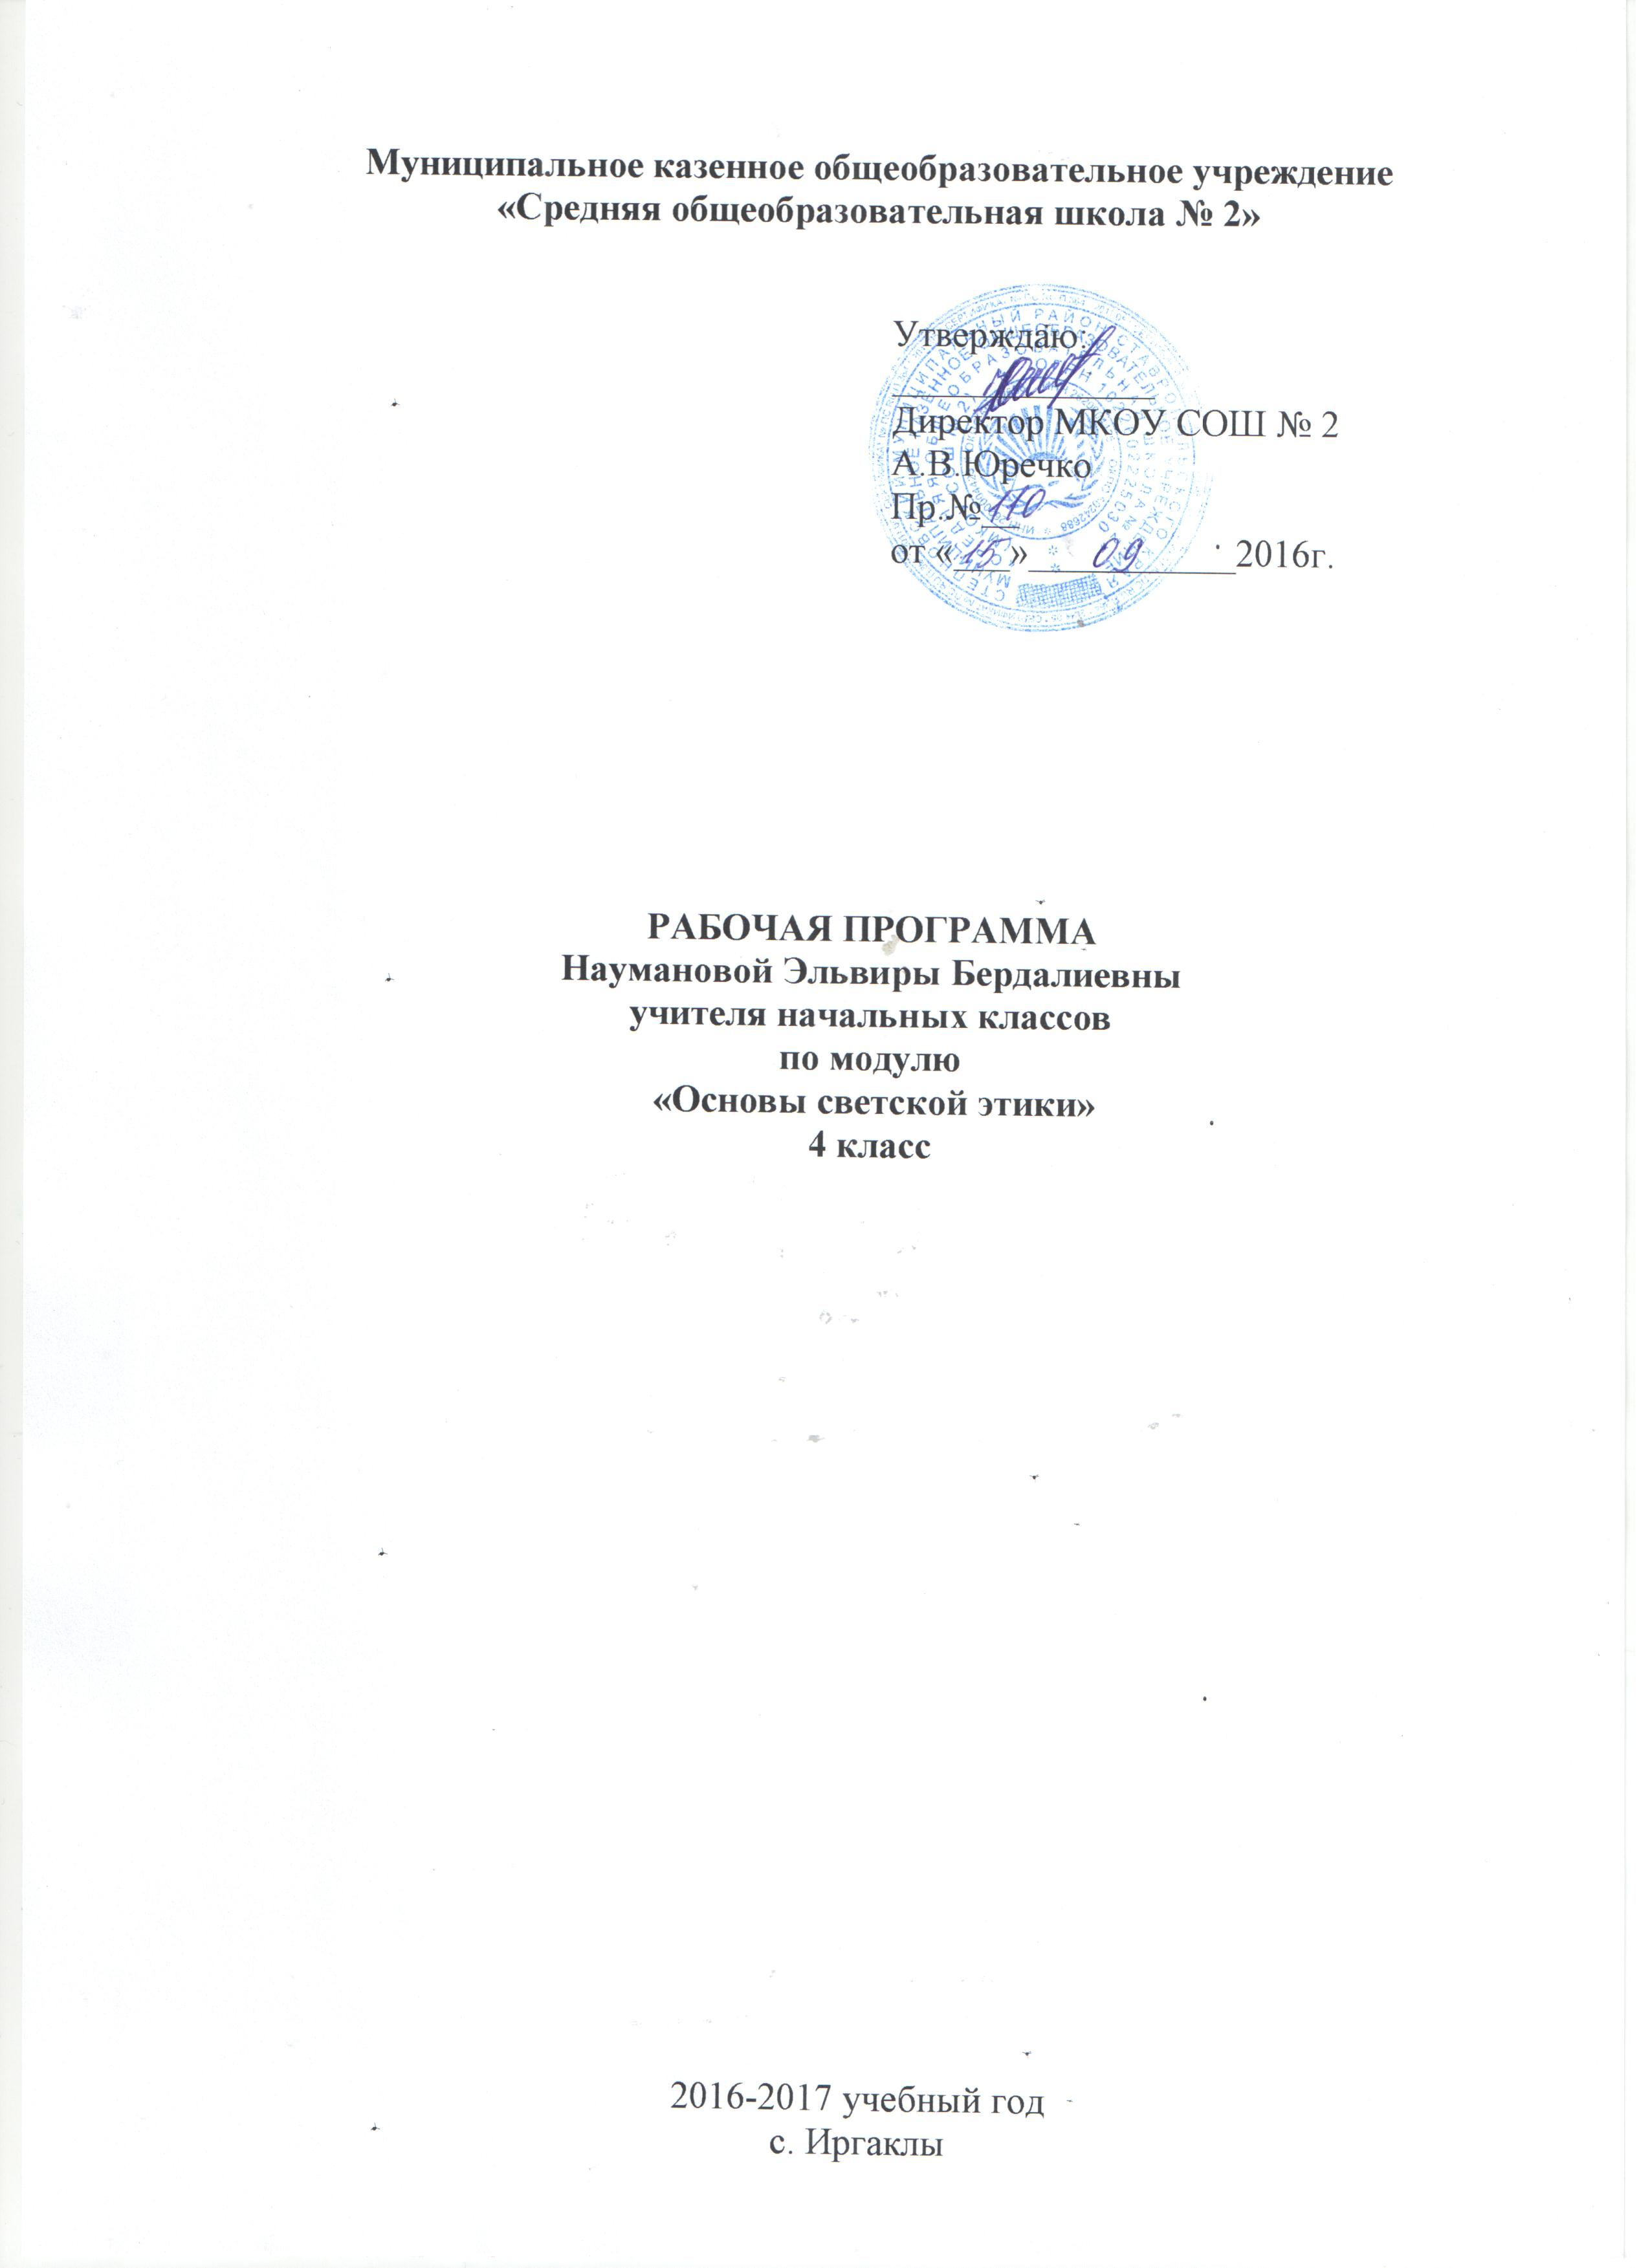 Муниципальное казенное общеобразовательное учреждение
«Средняя общеобразовательная школа № 2»
Утверждаю:
Директор МКОУ СОШ № 2
А.В.Юречко
Пр.№ 110
от «15» 09 2016г.
РАБОЧАЯ ПРОГРАММА
Наумановой Эльвиры Бердалиевны
учителя начальных классов
по модулю
«Основы светской этики»
4 класс
2016-2017 учебный год
с. Иргаклы